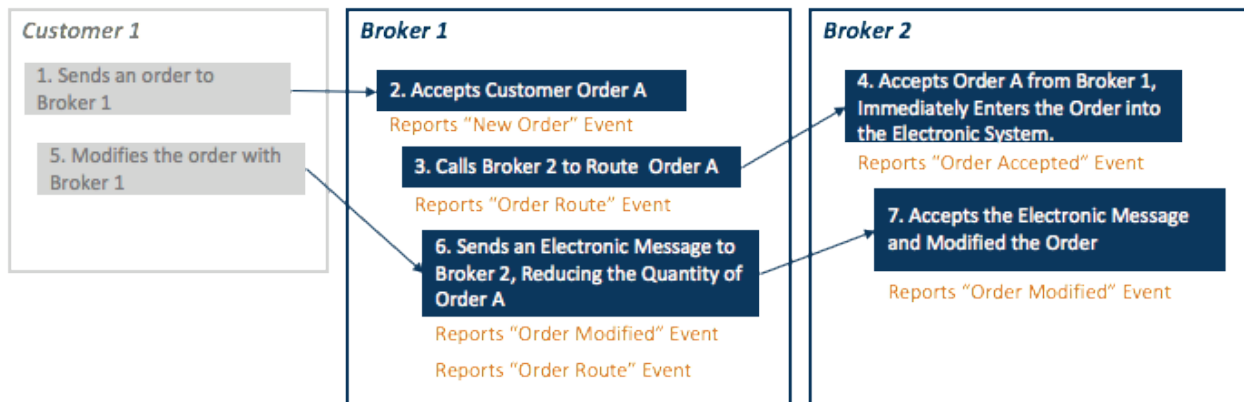 Customer 1
1. Sends an order to
Broker 1
5. Modifies the order with
Broker 1
Broker 1
2. Accepts Customer Order A
Reports “New Order” Event
3. Calls Broker 2 to Route Order A
Reports “Order Route” Event
6. Sends an Electronic Message to
Broker 2, Reducing the Quantity of
Order A
Reports “Order Modified” Event
Reports “Order Route” Event
Broker 2
4. Accepts Order A from Broker 1,
Immediately Enters the Order into
the Electronic System.
Reports “Order Accepted” Event
7. Accepts the Electronic Message
and Modified the Order
Reports “Order Modified” Event